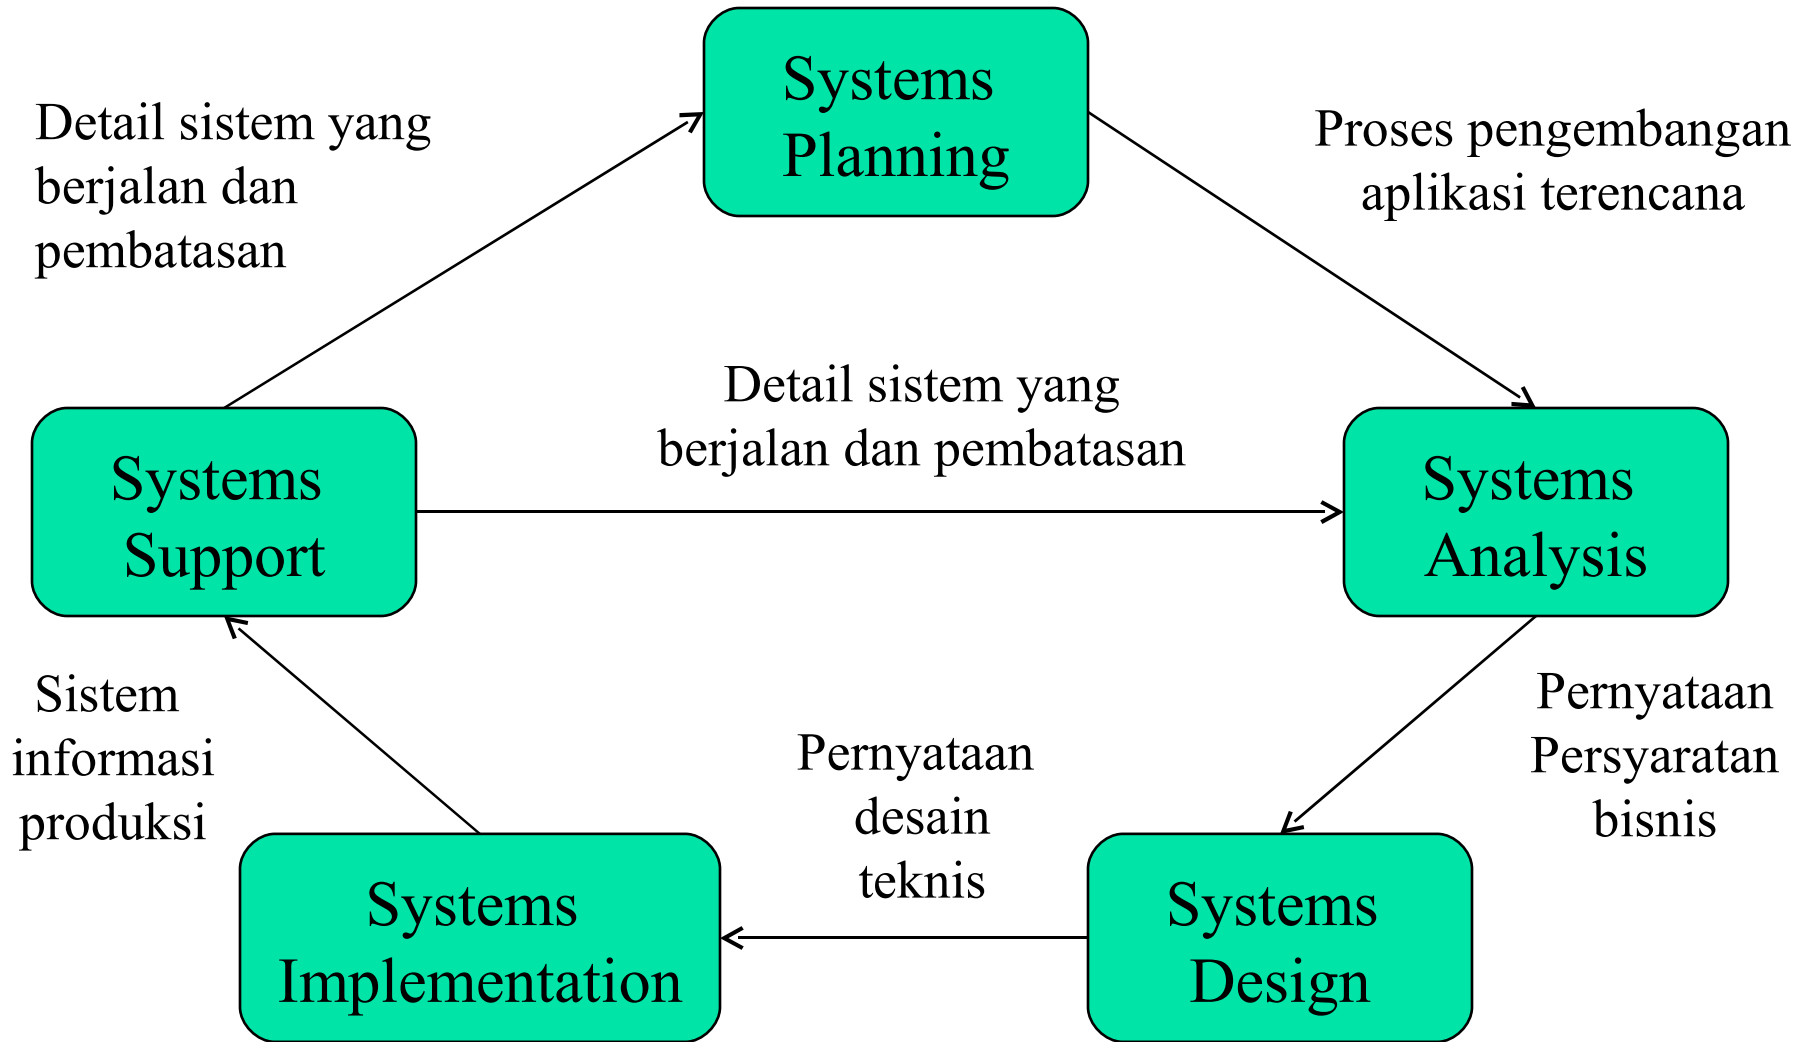 Systems
Planning
Detail sistem yang
berjalan dan
pembatasan
Proses pengembangan
aplikasi terencana
Detail sistem yang
berjalan dan pembatasan
Systems
Support
Systems
Analysis
Sistem
informasi
produksi
Pernyataan
desain
teknis
Pernyataan
Persyaratan
bisnis
Systems
Implementation
Systems
Design